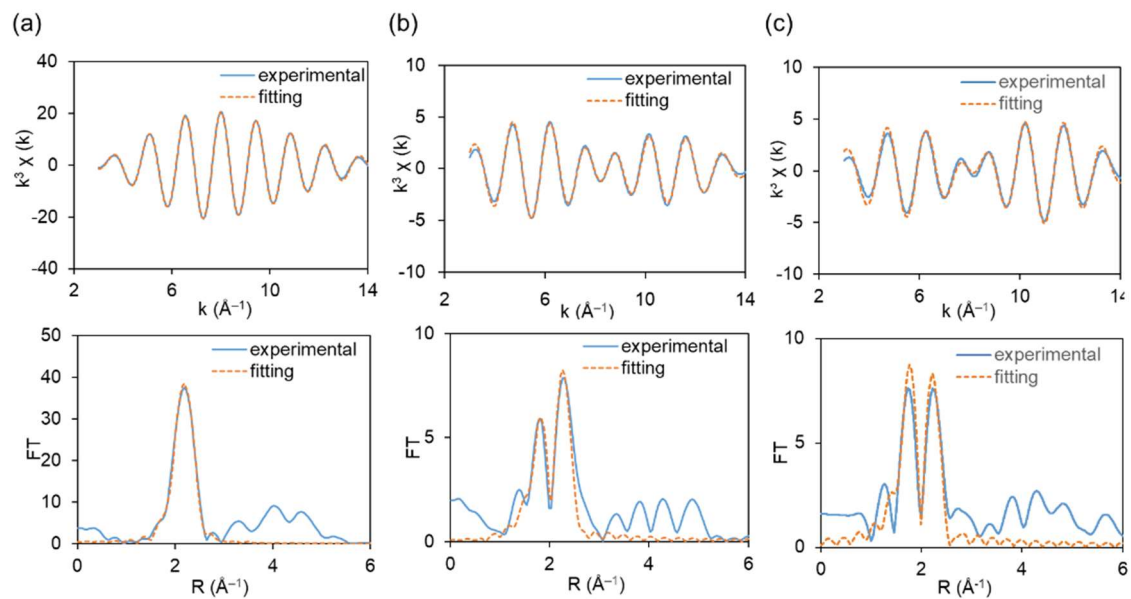 (a)
40
20
0
-20
-40
k³ χ (k)
experimental
fitting
2
6
10
14
k (Å⁻¹)
(b)
10
5
0
-5
-10
k³ χ (k)
experimental
fitting
2
6
10
14
k (Å⁻¹)
(c)
10
5
0
-5
-10
k³ χ (k)
experimental
fitting
2
6
10
14
k (Å⁻¹)
50
40
30
20
10
0
FT
experimental
fitting
0
2
4
6
R (Å⁻¹)
10
5
0
FT
experimental
fitting
0
2
4
6
R (Å⁻¹)
10
5
0
FT
experimental
fitting
0
2
4
6
R (Å⁻¹)